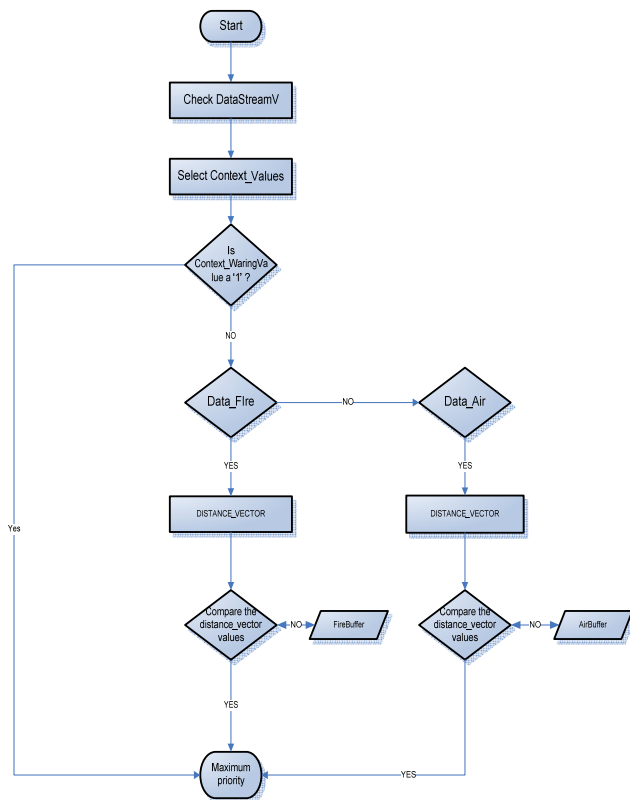 Start
Check DataStreamV
Select Context_Values
Is
Context_WaringVa
lue a '1' ?
NO
Data_FIre
NO
Data_Air
YES
YES
DISTANCE_VECTOR
DISTANCE_VECTOR
Yes
Compare the
distance_vector
values
NO
FireBuffer
Compare the
distance_vector
values
NO
AirBuffer
YES
Maximum
priority
YES